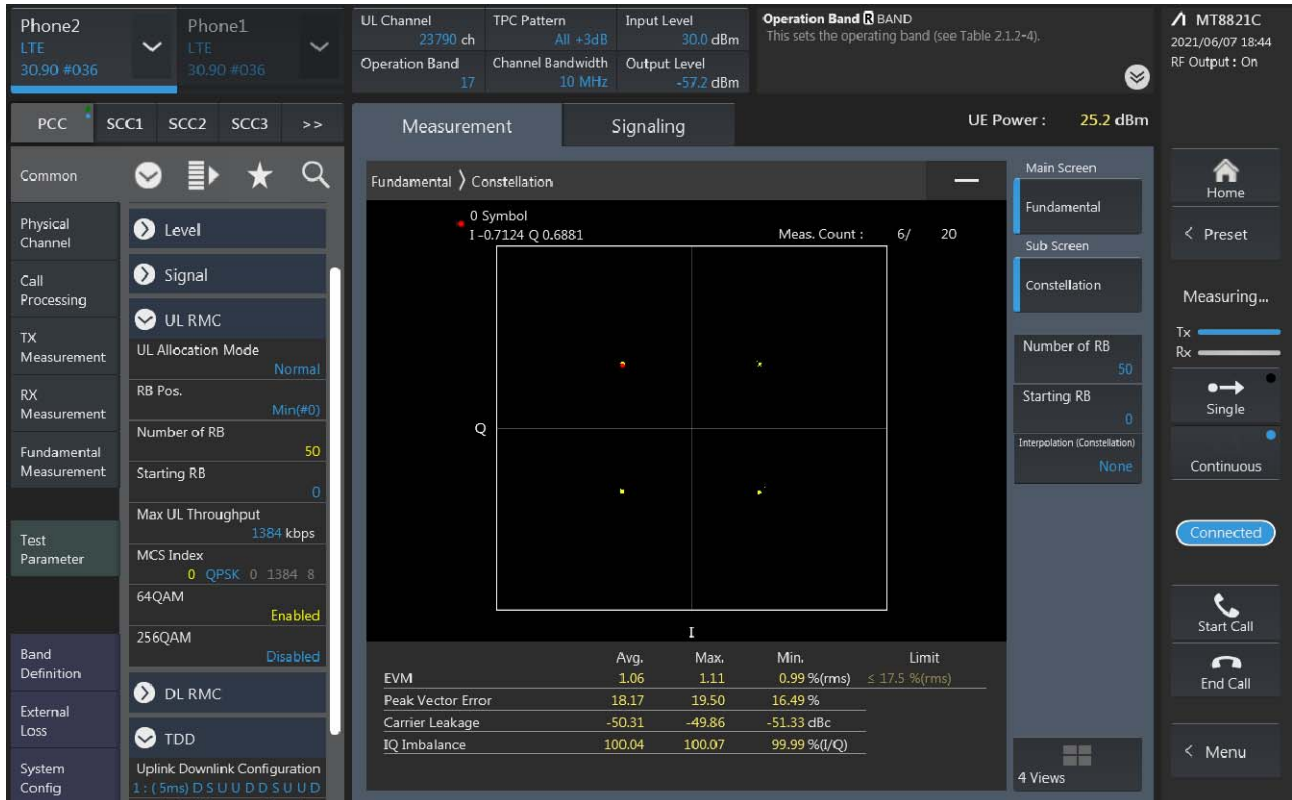 Phone2
LTE
30.90 #036
Phone1
LTE
30.90 #036
UL Channel
23790 ch
TPC Pattern
All +3dB
Input Level
30.0 dBm
Operation Band
17
Channel Bandwidth
10 MHz
Output Level
-57.2 dBm
Operation Band R BAND
This sets the operating band (see Table 2.1.2-4).
MT8821C
2021/06/07 18:44
RF Output : On
PCC
SCC1
SCC2
SCC3
>>
Measurement
Signaling
UE Power : 25.2 dBm
Common
Physical
Channel
Call
Processing
TX
Measurement
RX
Measurement
Fundamental
Measurement
Test
Parameter
Band
Definition
External
Loss
System
Config
Level
Signal
UL RMC
UL Allocation Mode
Normal
RB Pos.
Min(#0)
Number of RB
50
Starting RB
0
Max UL Throughput
1384 kbps
MCS Index
0 QPSK 0 1384 8
64QAM
Enabled
256QAM
Disabled
DL RMC
TDD
Uplink Downlink Configuration
1 : ( 5ms) D S U U D D S U U D
Fundamental 〉 Constellation
0 Symbol
I -0.7124 Q 0.6881
Meas. Count : 6/ 20
Q
I
Avg. Max. Min. Limit
EVM 1.06 1.11 0.99 %(rms) ≤ 17.5 %(rms)
Peak Vector Error 18.17 19.50 16.49 %
Carrier Leakage -50.31 -49.86 -51.33 dBc
IQ Imbalance 100.04 100.07 99.99 %(I/Q)
Main Screen
Fundamental
Sub Screen
Constellation
Number of RB
50
Starting RB
0
Interpolation (Constellation)
None
4 Views
Home
< Preset
Measuring...
Tx
Rx
Single
Continuous
Connected
Start Call
End Call
< Menu